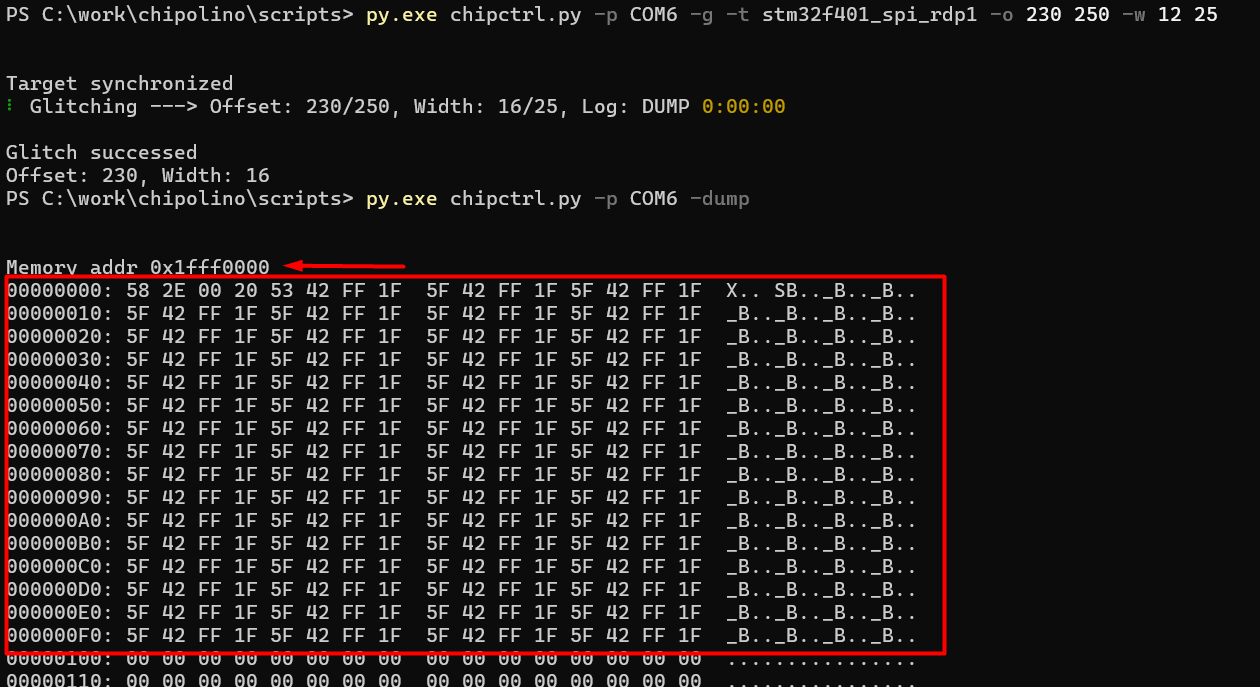 PS C:\work\chipolino\scripts> py.exe chipctrl.py -p COM6 -g -t stm32f401_spi_rdp1 -o 230 250 -w 12 25
Target synchronized
⠇ Glitching ---> Offset: 230/250, Width: 16/25, Log: DUMP 0:00:00
Glitch successed
Offset: 230, Width: 16
PS C:\work\chipolino\scripts> py.exe chipctrl.py -p COM6 -dump
Memory addr 0x1fff0000
00000000: 58 2E 00 20 53 42 FF 1F  5F 42 FF 1F 5F 42 FF 1F  X.. SB.._B.._B..
00000010: 5F 42 FF 1F 5F 42 FF 1F  5F 42 FF 1F 5F 42 FF 1F  _B.._B.._B.._B..
00000020: 5F 42 FF 1F 5F 42 FF 1F  5F 42 FF 1F 5F 42 FF 1F  _B.._B.._B.._B..
00000030: 5F 42 FF 1F 5F 42 FF 1F  5F 42 FF 1F 5F 42 FF 1F  _B.._B.._B.._B..
00000040: 5F 42 FF 1F 5F 42 FF 1F  5F 42 FF 1F 5F 42 FF 1F  _B.._B.._B.._B..
00000050: 5F 42 FF 1F 5F 42 FF 1F  5F 42 FF 1F 5F 42 FF 1F  _B.._B.._B.._B..
00000060: 5F 42 FF 1F 5F 42 FF 1F  5F 42 FF 1F 5F 42 FF 1F  _B.._B.._B.._B..
00000070: 5F 42 FF 1F 5F 42 FF 1F  5F 42 FF 1F 5F 42 FF 1F  _B.._B.._B.._B..
00000080: 5F 42 FF 1F 5F 42 FF 1F  5F 42 FF 1F 5F 42 FF 1F  _B.._B.._B.._B..
00000090: 5F 42 FF 1F 5F 42 FF 1F  5F 42 FF 1F 5F 42 FF 1F  _B.._B.._B.._B..
000000A0: 5F 42 FF 1F 5F 42 FF 1F  5F 42 FF 1F 5F 42 FF 1F  _B.._B.._B.._B..
000000B0: 5F 42 FF 1F 5F 42 FF 1F  5F 42 FF 1F 5F 42 FF 1F  _B.._B.._B.._B..
000000C0: 5F 42 FF 1F 5F 42 FF 1F  5F 42 FF 1F 5F 42 FF 1F  _B.._B.._B.._B..
000000D0: 5F 42 FF 1F 5F 42 FF 1F  5F 42 FF 1F 5F 42 FF 1F  _B.._B.._B.._B..
000000E0: 5F 42 FF 1F 5F 42 FF 1F  5F 42 FF 1F 5F 42 FF 1F  _B.._B.._B.._B..
000000F0: 5F 42 FF 1F 5F 42 FF 1F  5F 42 FF 1F 5F 42 FF 1F  _B.._B.._B.._B..
00000100: 00 00 00 00 00 00 00 00  00 00 00 00 00 00 00 00  ................
00000110: 00 00 00 00 00 00 00 00  00 00 00 00 00 00 00 00  ................